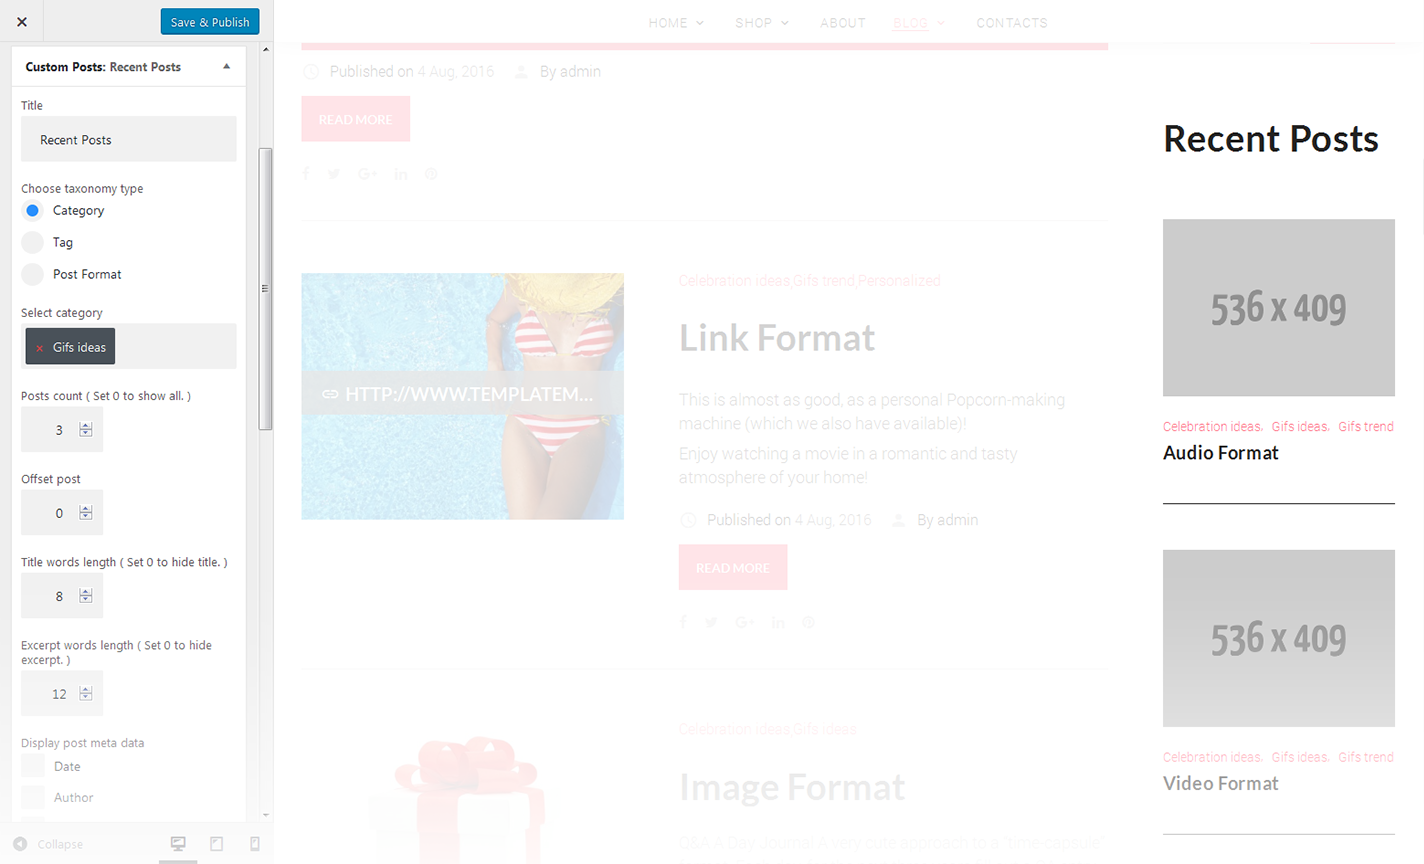 Save & Publish
Custom Posts: Recent Posts
Title
Recent Posts
Choose taxonomy type
Category
Tag
Post Format
Select category
× Gifs ideas
Posts count ( Set 0 to show all. )
3
Offset post
0
Title words length ( Set 0 to hide title. )
8
Excerpt words length ( Set 0 to hide
excerpt. )
12
Display post meta data
Date
Author
Collapse
HOME SHOP ABOUT BLOG CONTACTS
Published on 4 Aug, 2016 By admin
READ MORE
HTTP://WWW.TEMPLATEM...
Celebration ideas,Gifs trend,Personalized
Link Format
This is almost as good, as a personal Popcorn-making
machine (which we also have available)!
Enjoy watching a movie in a romantic and tasty
atmosphere of your home!
Published on 4 Aug, 2016 By admin
READ MORE
Celebration ideas,Gifs ideas
Image Format
Q&A A Day Journal A very cute approach to a "time capsule"
Recent Posts
536 x 409
Celebration ideas, Gifs ideas, Gifs trend
Audio Format
536 x 409
Celebration ideas, Gifs ideas, Gifs trend
Video Format